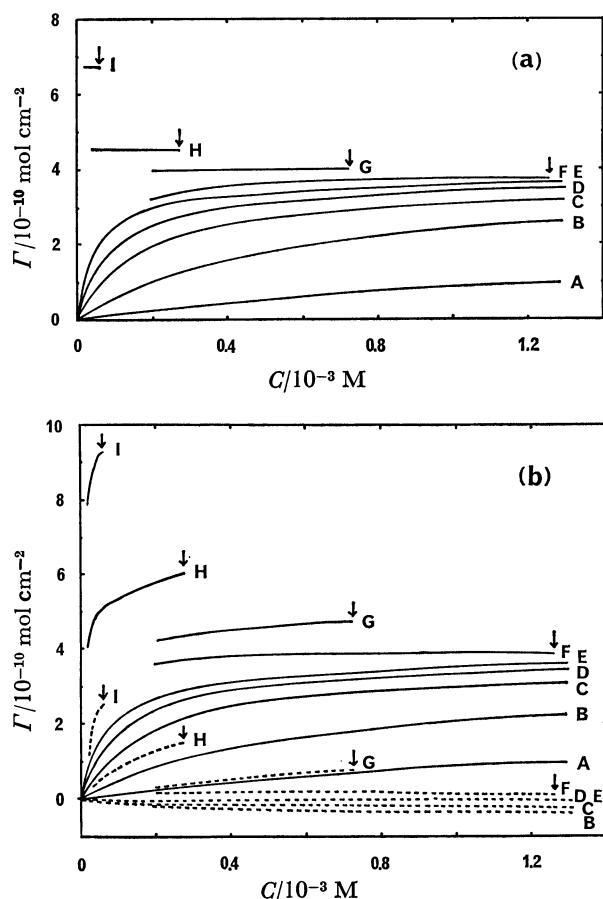 (a)
8
6
4
2
0
I
H
G
F E
D
C
B
A
Γ/10⁻¹⁰ mol cm⁻²
0 0.4 0.8 1.2
C/10⁻³ M
(b)
10
8
6
4
2
0
I
H
G
F E
D
C
B
A
I
H
G
F
D E
C
B
Γ/10⁻¹⁰ mol cm⁻²
0 0.4 0.8 1.2
C/10⁻³ M